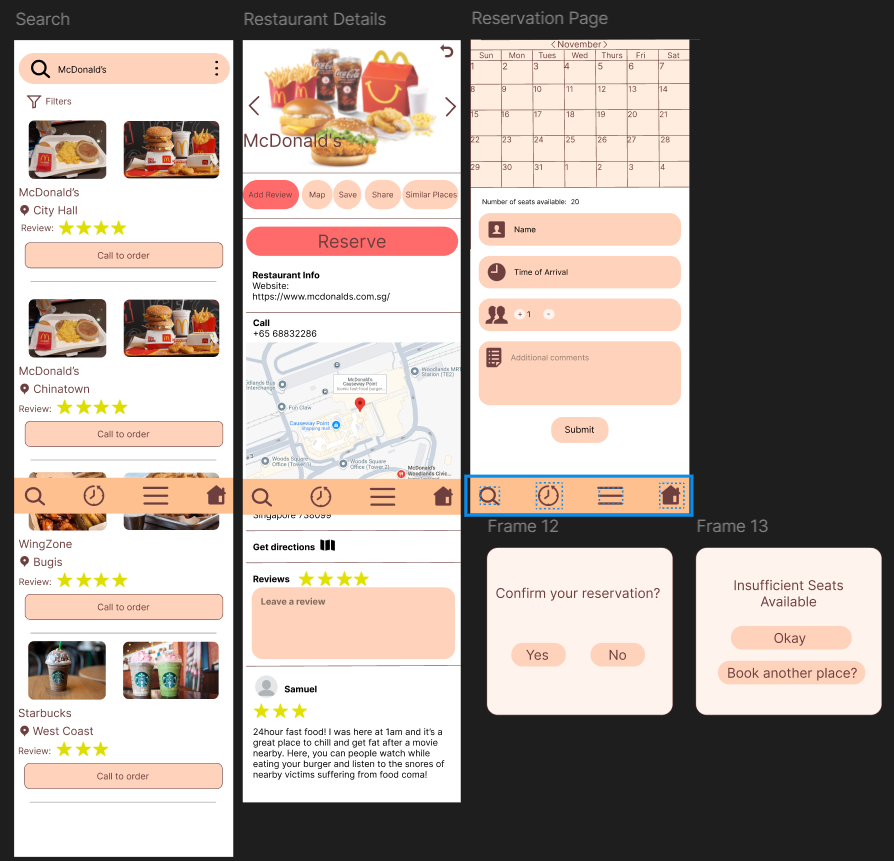 Search
McDonald's
Filters
McDonald's
City Hall
Review:
Call to order
McDonald's
Chinatown
Review:
Call to order
WingZone
Bugis
Review:
Call to order
Starbucks
West Coast
Review:
Call to order
Restaurant Details
McDonald's
Add Review
Map
Save
Share
Similar Places
Reserve
Restaurant Info
Website:
https://www.mcdonalds.com.sg/
Call
+65 68832286
Woodlands MRT
Station (TE2)
McDonald's
Causeway Point
Fish Claw
Causeway Point
Shopping mall
Woods Square
Office (Tower 1)
Woods Square
Office (Tower 2)
McDonald's
Woodlands Civic...
Singapore 738099
Get directions
Reviews
Leave a review
Samuel
24hour fast food! I was here at 1am and it's a
great place to chill and get fat after a movie
nearby. Here, you can people watch while
eating your burger and listen to the snores of
nearby victims suffering from food coma!
Reservation Page
<November>
Sun Mon Tues Wed Thurs Fri Sat
1 2 3 4 5 6 7
8 9 10 11 12 13 14
15 16 17 18 19 20 21
22 23 24 25 26 27 28
29 30 31 1 2 3 4
Number of seats available: 20
Name
Time of Arrival
+ 1 -
Additional comments
Submit
Frame 12
Confirm your reservation?
Yes
No
Frame 13
Insufficient Seats
Available
Okay
Book another place?